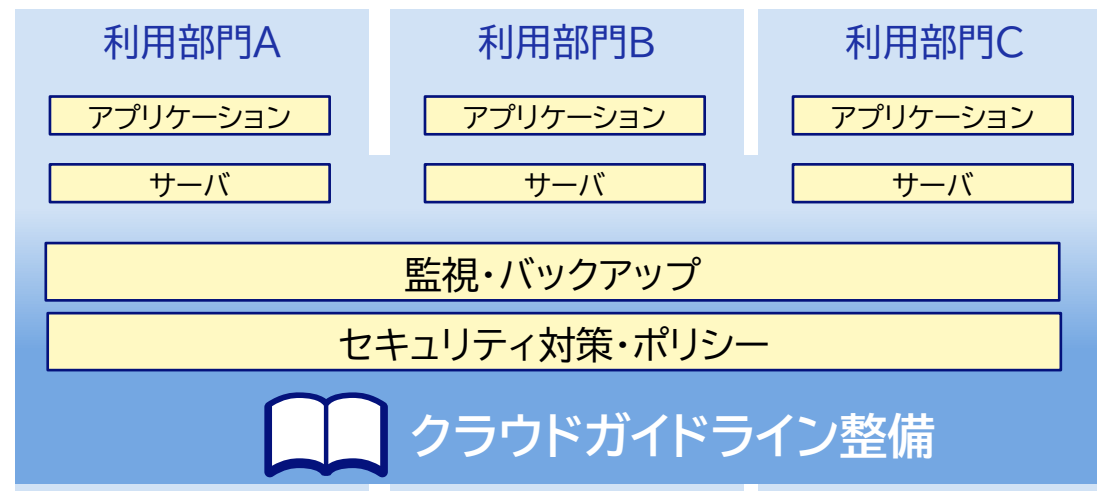 利用部門A
利用部門B
利用部門C
アプリケーション
アプリケーション
アプリケーション
サーバ
サーバ
サーバ
監視・バックアップ
セキュリティ対策・ポリシー
クラウドガイドライン整備